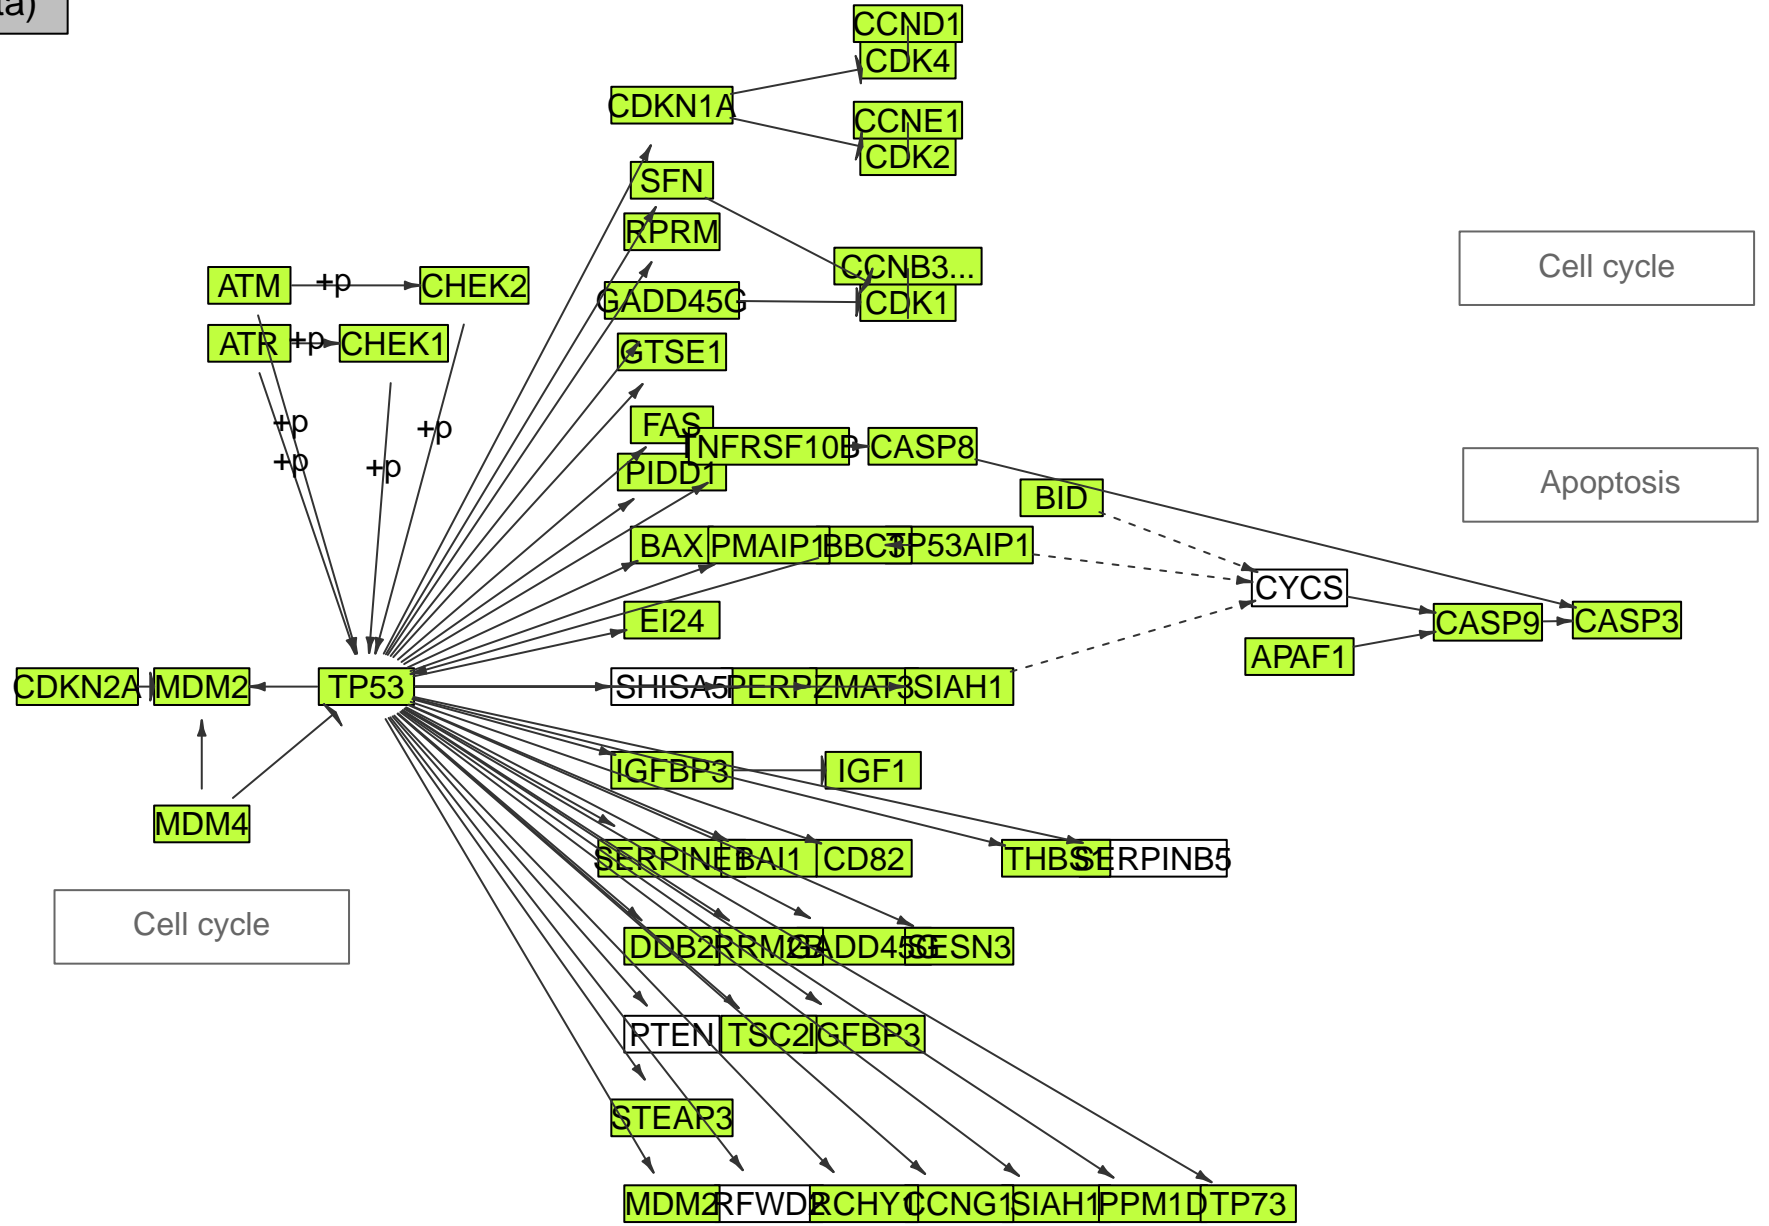 ta)
CCND1
CDK4
CDKN1A
CCNE1
CDK2
SFN
RPRM
CCNB3...
Cell cycle
ATM
+p
CHEK2
GADD45G
CDK1
ATR
+p
CHEK1
GTSE1
+p
+p
FAS
TNFRSF10B
CASP8
+p
+p
PIDD1
Apoptosis
BID
BAX
PMAIP1
BBC3
TP53AIP1
CYCS
EI24
CASP9
CASP3
APAF1
CDKN2A
MDM2
TP53
SHISA5
PERP
ZMAT3
SIAH1
IGFBP3
IGF1
MDM4
SERPINE1
BAI1
CD82
THBS1
SERPINB5
Cell cycle
DDB2
RRM2B
GADD45G
SESN3
PTEN
TSC2
IGFBP3
STEAP3
MDM2
RFWD2
RCHY1
CCNG1
SIAH1
PPM1D
TP73